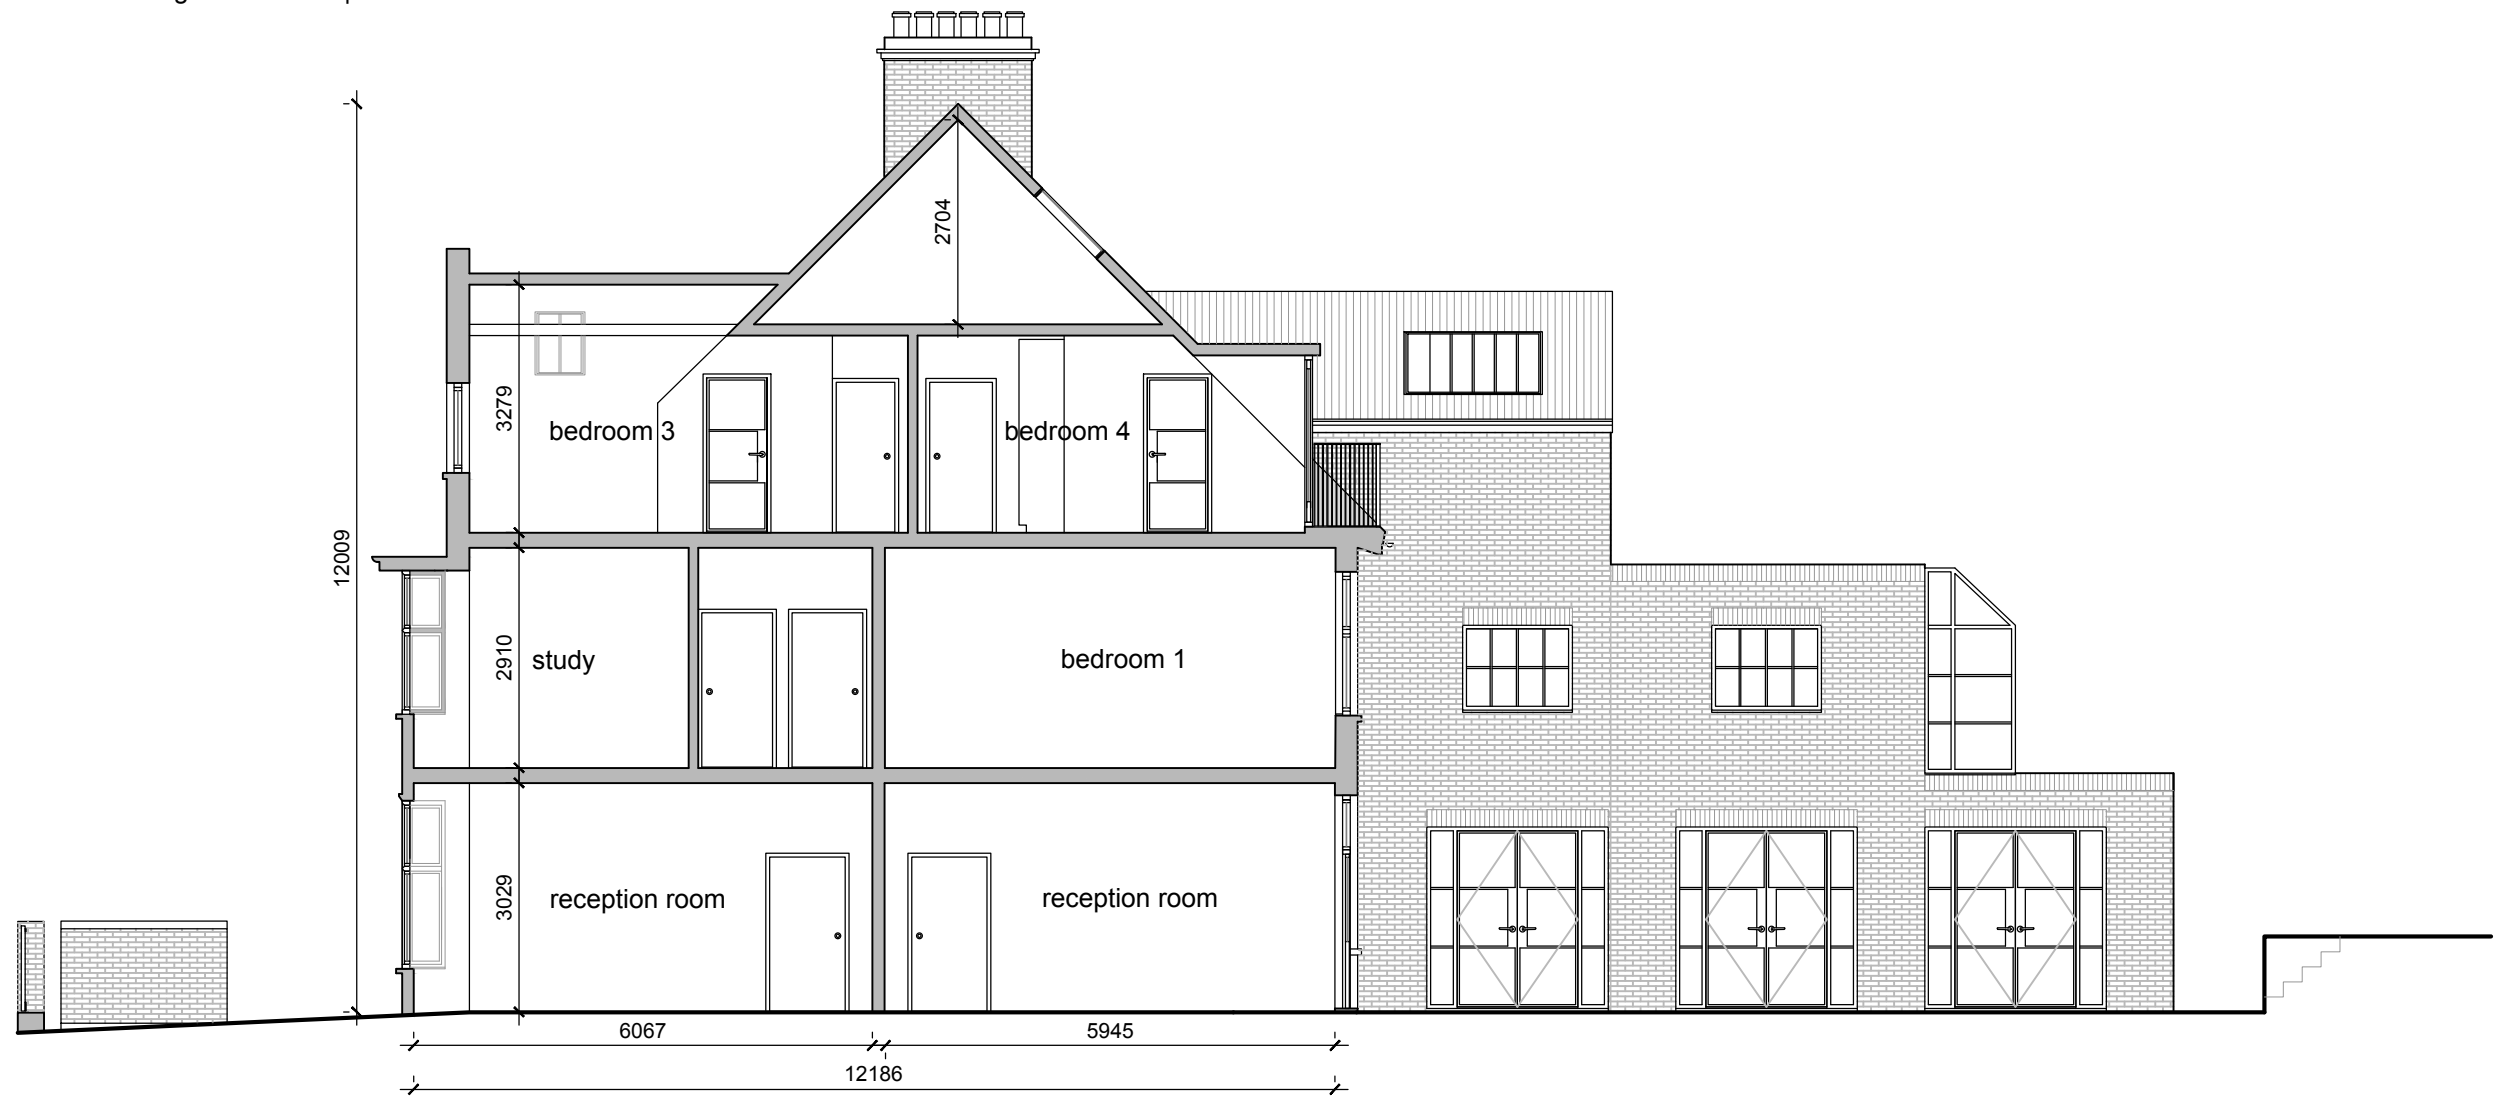 2704
3279
bedroom 3
bedroom 4
12009
2910
study
bedroom 1
3029
reception room
reception room
6067
5945
12186